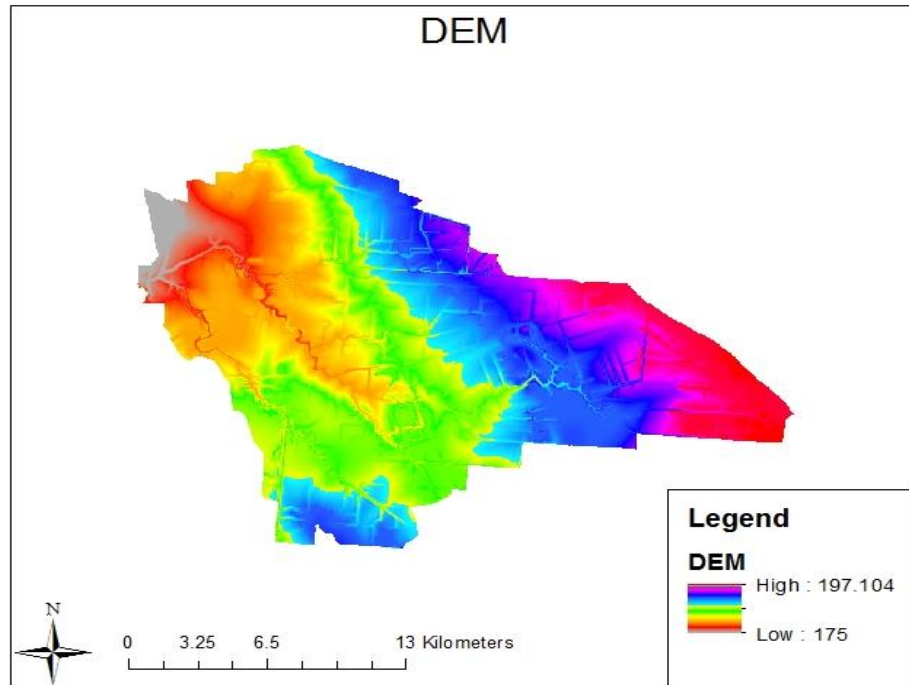 DEM
Legend
DEM
High : 197.104
Low : 175
N
0 3.25 6.5 13 Kilometers